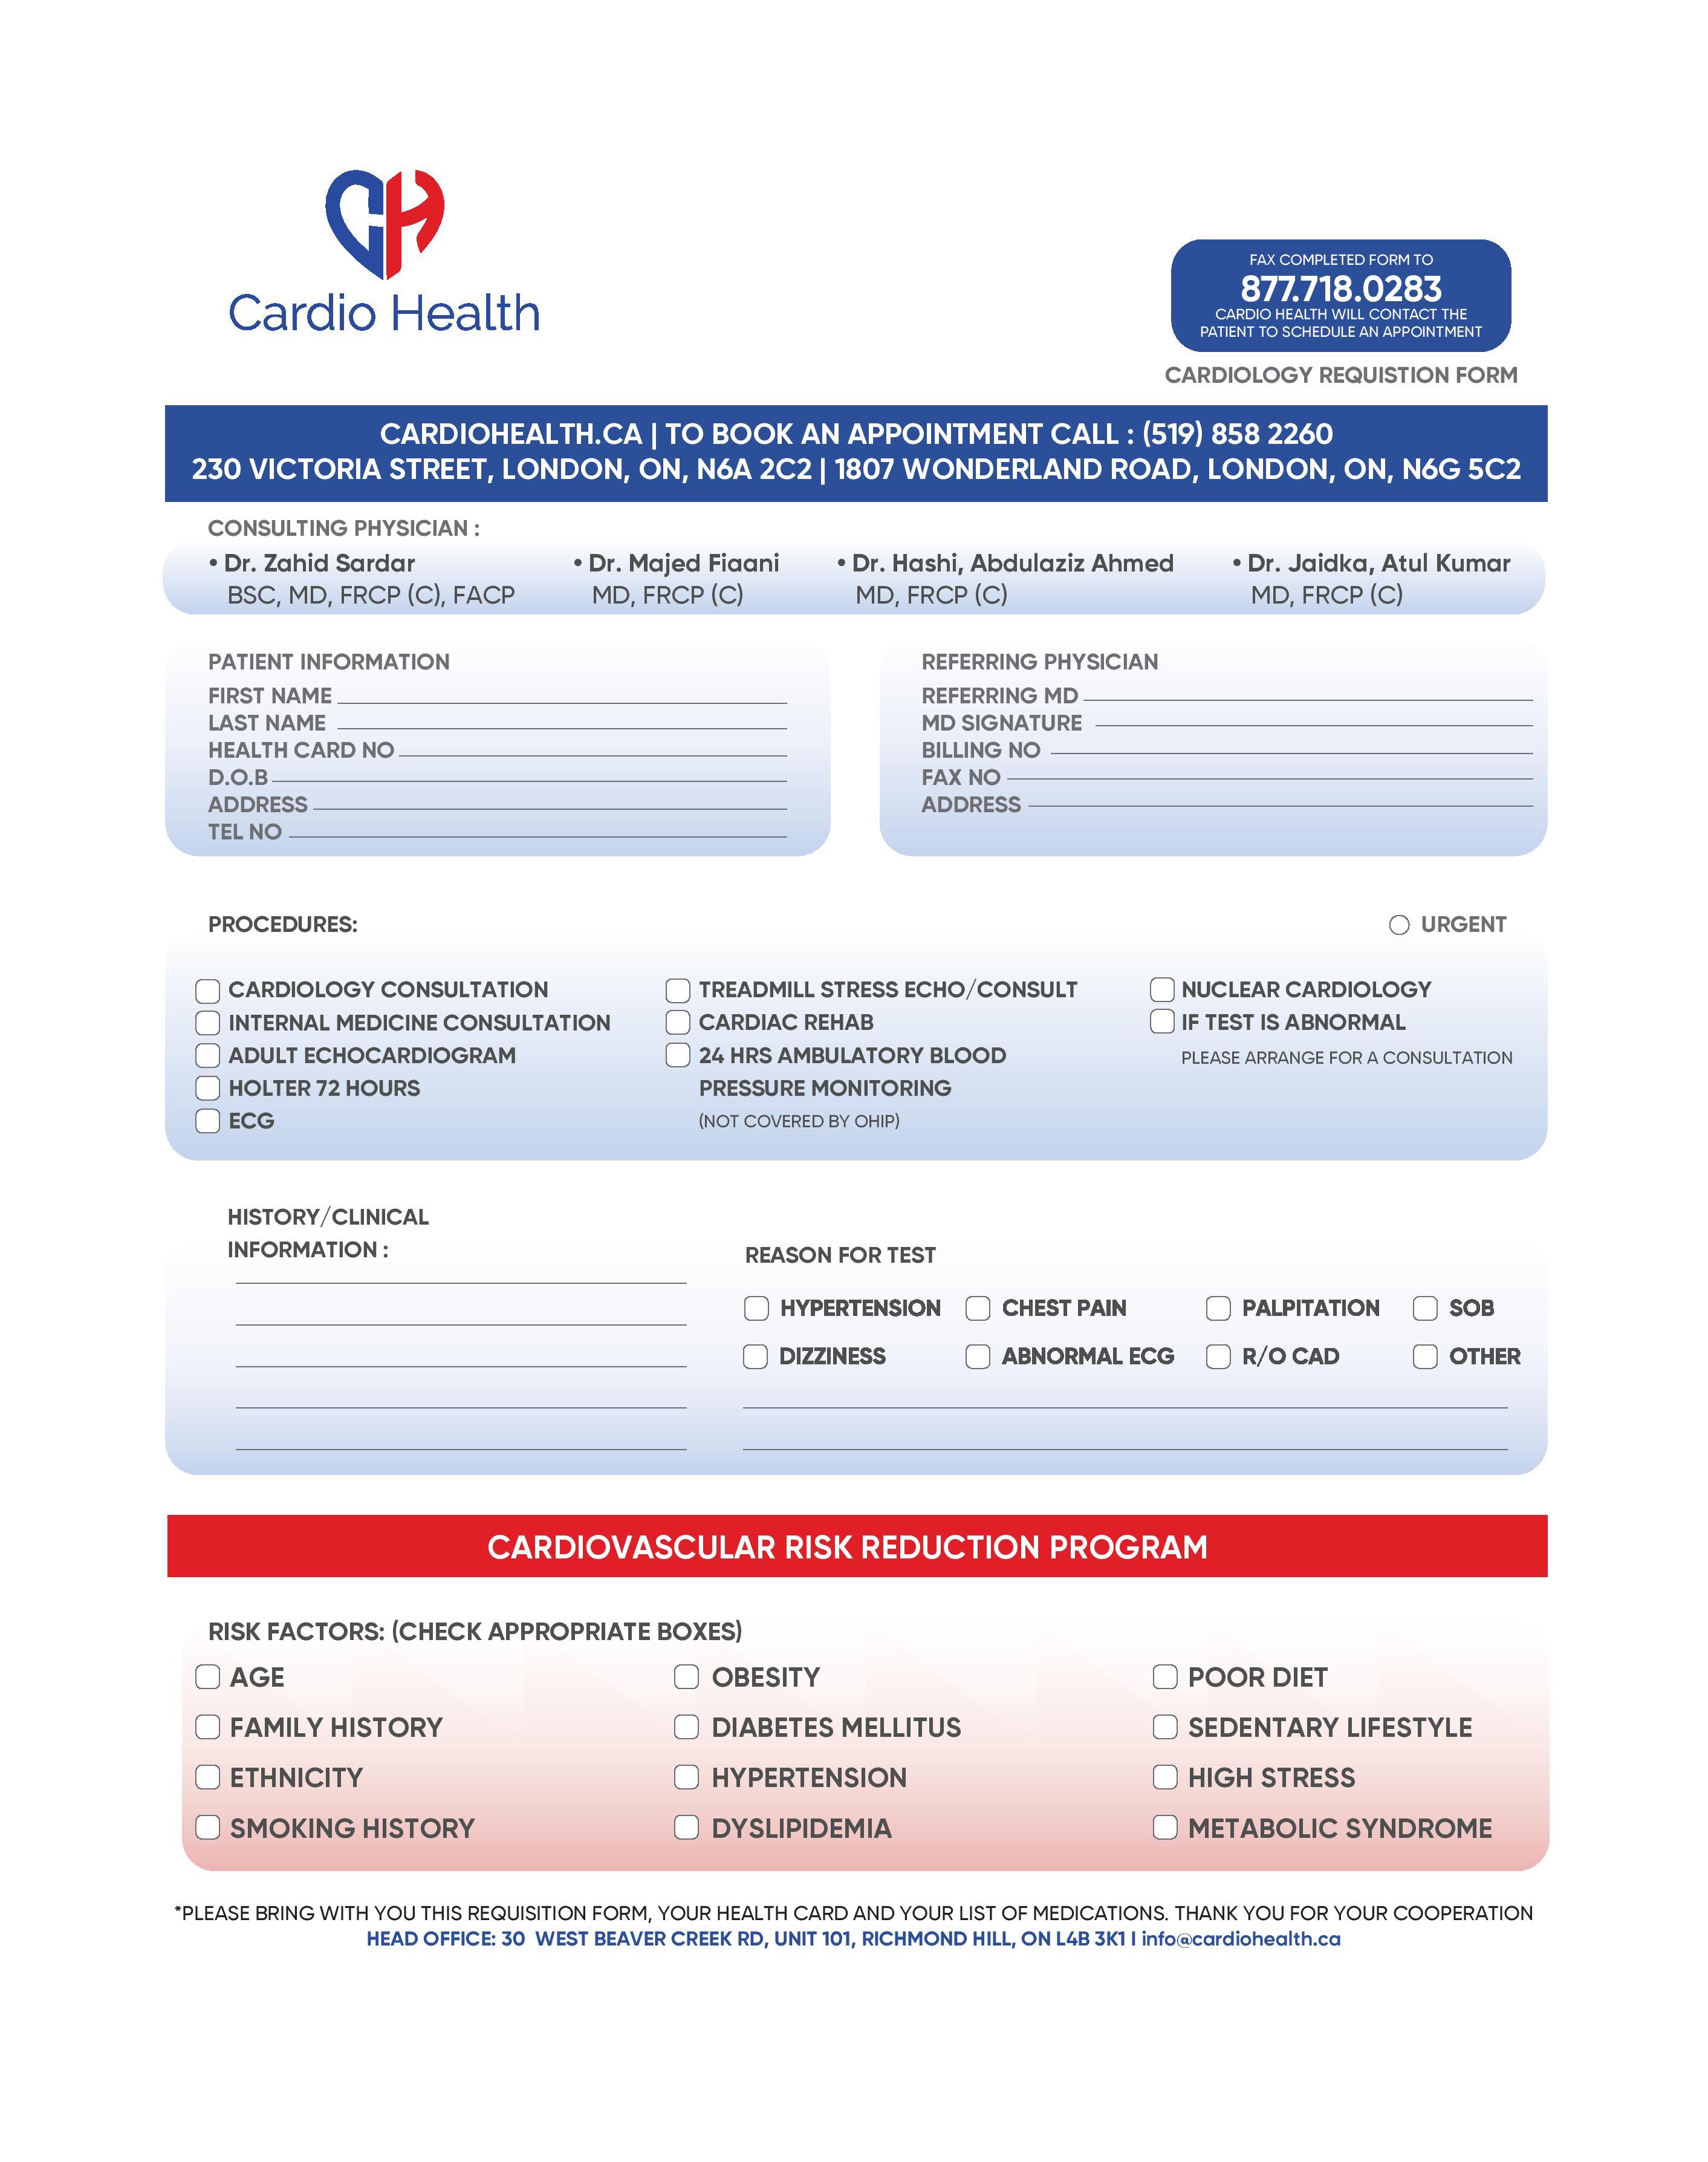 CH
Cardio Health
FAX COMPLETED FORM TO
877.718.0283
CARDIO HEALTH WILL CONTACT THE
PATIENT TO SCHEDULE AN APPOINTMENT
CARDIOLOGY REQUISTION FORM
CARDIOHEALTH.CA | TO BOOK AN APPOINTMENT CALL : (519) 858 2260
230 VICTORIA STREET, LONDON, ON, N6A 2C2 | 1807 WONDERLAND ROAD, LONDON, ON, N6G 5C2
CONSULTING PHYSICIAN :
• Dr. Zahid Sardar
BSC, MD, FRCP (C), FACP
• Dr. Majed Fiaani
MD, FRCP (C)
• Dr. Hashi, Abdulaziz Ahmed
MD, FRCP (C)
• Dr. Jaidka, Atul Kumar
MD, FRCP (C)
PATIENT INFORMATION
FIRST NAME
LAST NAME
HEALTH CARD NO
D.O.B
ADDRESS
TEL NO
REFERRING PHYSICIAN
REFERRING MD
MD SIGNATURE
BILLING NO
FAX NO
ADDRESS
PROCEDURES:
URGENT
CARDIOLOGY CONSULTATION
INTERNAL MEDICINE CONSULTATION
ADULT ECHOCARDIOGRAM
HOLTER 72 HOURS
ECG
TREADMILL STRESS ECHO/CONSULT
CARDIAC REHAB
24 HRS AMBULATORY BLOOD
PRESSURE MONITORING
(NOT COVERED BY OHIP)
NUCLEAR CARDIOLOGY
IF TEST IS ABNORMAL
PLEASE ARRANGE FOR A CONSULTATION
HISTORY/CLINICAL
INFORMATION :
REASON FOR TEST
HYPERTENSION CHEST PAIN PALPITATION SOB
DIZZINESS ABNORMAL ECG R/O CAD OTHER
CARDIOVASCULAR RISK REDUCTION PROGRAM
RISK FACTORS: (CHECK APPROPRIATE BOXES)
AGE
FAMILY HISTORY
ETHNICITY
SMOKING HISTORY
OBESITY
DIABETES MELLITUS
HYPERTENSION
DYSLIPIDEMIA
POOR DIET
SEDENTARY LIFESTYLE
HIGH STRESS
METABOLIC SYNDROME
*PLEASE BRING WITH YOU THIS REQUISITION FORM, YOUR HEALTH CARD AND YOUR LIST OF MEDICATIONS. THANK YOU FOR YOUR COOPERATION
HEAD OFFICE: 30 WEST BEAVER CREEK RD, UNIT 101, RICHMOND HILL, ON L4B 3K1 I info@cardiohealth.ca